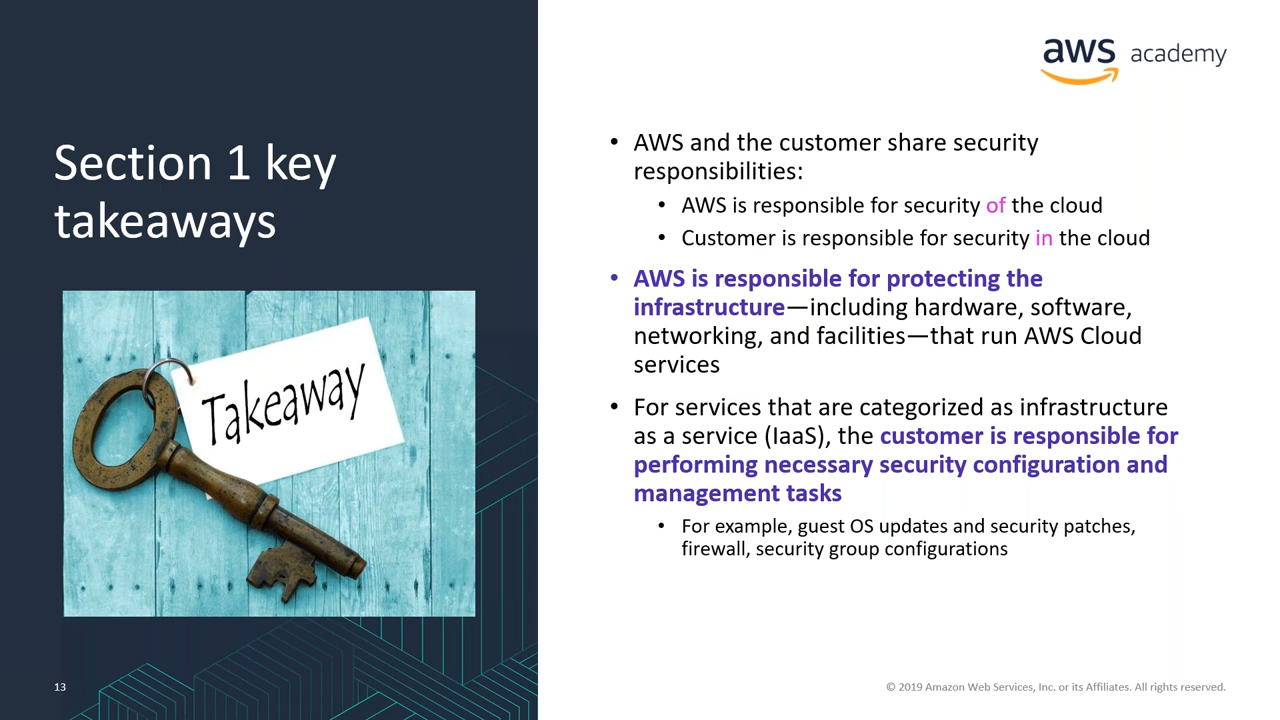 aws academy
Section 1 key
takeaways
Takeaway
• AWS and the customer share security
responsibilities:
• AWS is responsible for security of the cloud
• Customer is responsible for security in the cloud
• AWS is responsible for protecting the
infrastructure—including hardware, software,
networking, and facilities—that run AWS Cloud
services
• For services that are categorized as infrastructure
as a service (IaaS), the customer is responsible for
performing necessary security configuration and
management tasks
• For example, guest OS updates and security patches,
firewall, security group configurations
13
© 2019 Amazon Web Services, Inc. or its Affiliates. All rights reserved.